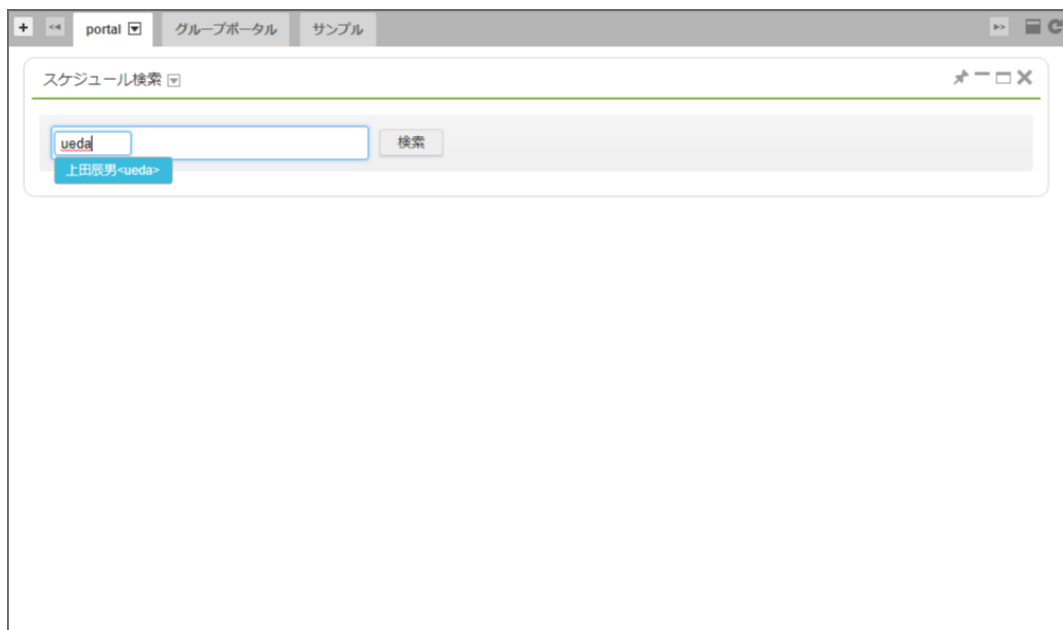 + << portal グループポータル サンプル >>
スケジュール検索
ueda 検索
上田辰男<ueda>